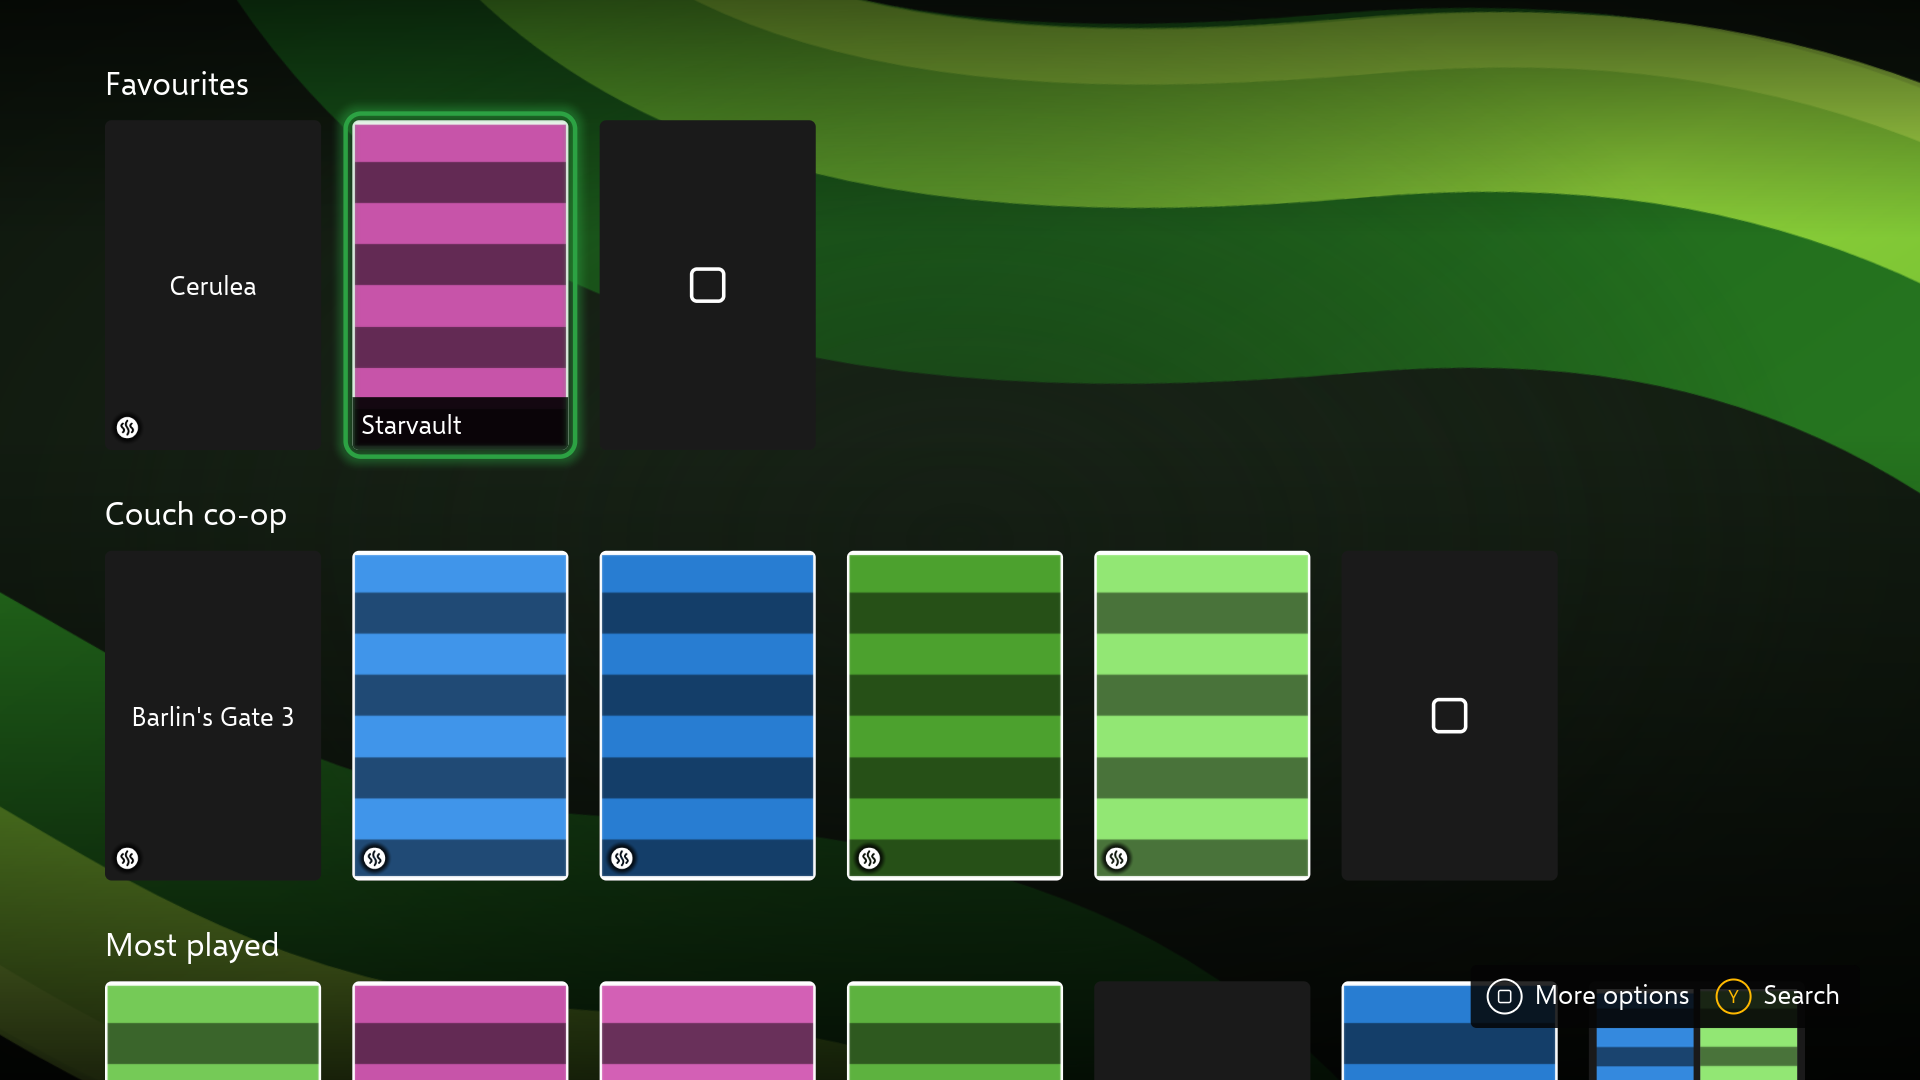 Favourites
Cerulea
Starvault
Couch co-op
Barlin's Gate 3
Most played
More options
Y Search